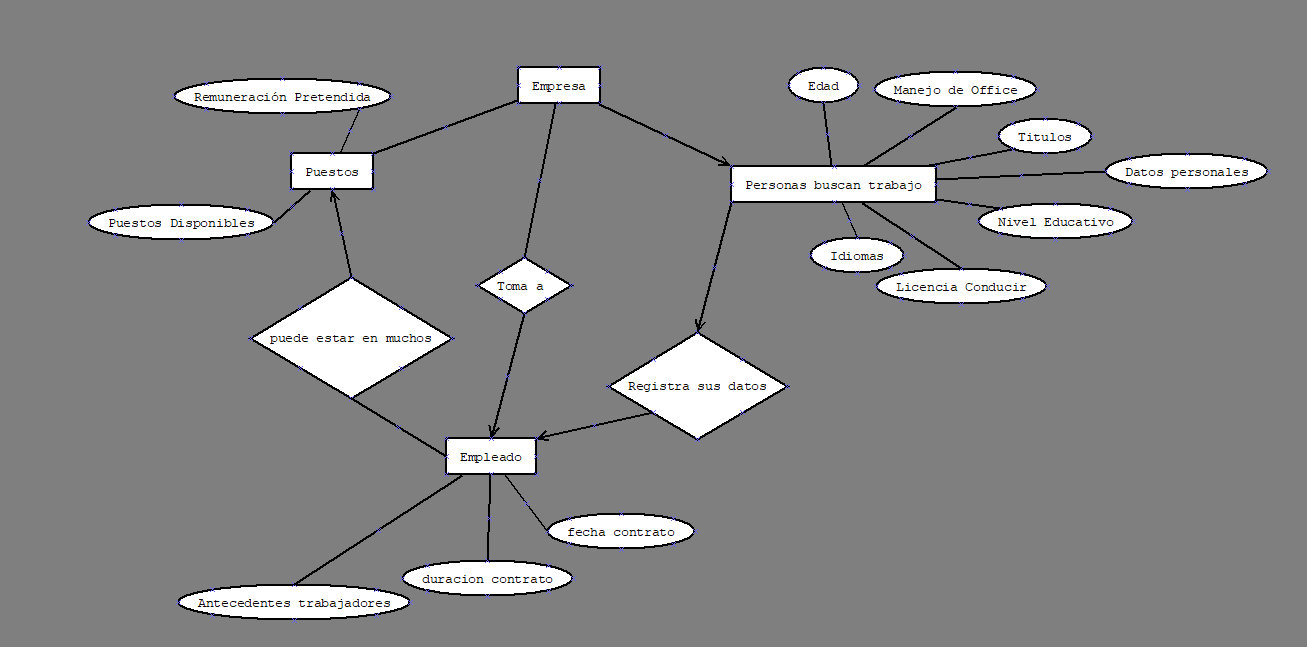 Empresa
Edad
Manejo de Office
Remuneración Pretendida
Titulos
Puestos
Datos personales
Personas buscan trabajo
Puestos Disponibles
Nivel Educativo
Idiomas
Toma a
Licencia Conducir
puede estar en muchos
Registra sus datos
Empleado
fecha contrato
duracion contrato
Antecedentes trabajadores